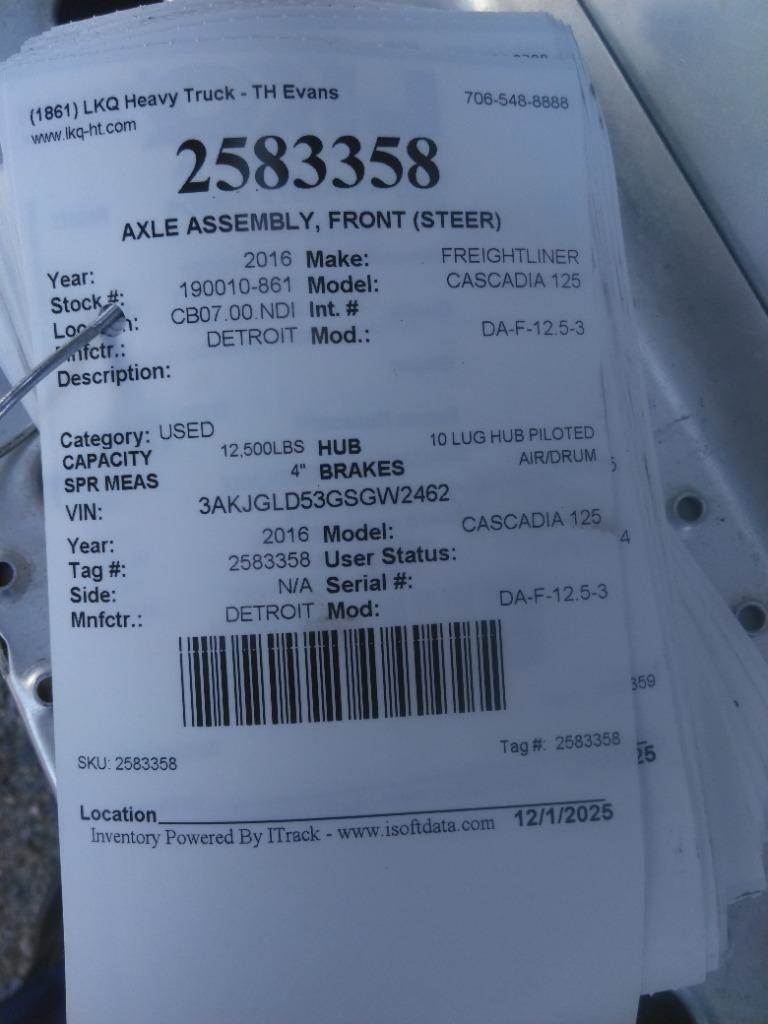 (1861) LKQ Heavy Truck - TH Evans 706-548-8888
www.lkq-ht.com
2583358
AXLE ASSEMBLY, FRONT (STEER)
Year: 2016 Make: FREIGHTLINER
Stock #: 190010-861 Model: CASCADIA 125
CB07.00.NDI Int. #
Mnfctr.: DETROIT Mod.: DA-F-12.5-3
Description:
Category: USED
CAPACITY 12,500LBS HUB 10 LUG HUB PILOTED
SPR MEAS 4" BRAKES AIR/DRUM
VIN: 3AKJGLD53GSGW2462
Year: 2016 Model: CASCADIA 125
Tag #: 2583358 User Status:
Side: N/A Serial #:
Mnfctr.: DETROIT Mod: DA-F-12.5-3
SKU: 2583358 Tag #: 2583358
Location 12/1/2025
Inventory Powered By ITrack - www.isoftdata.com
4
359
25